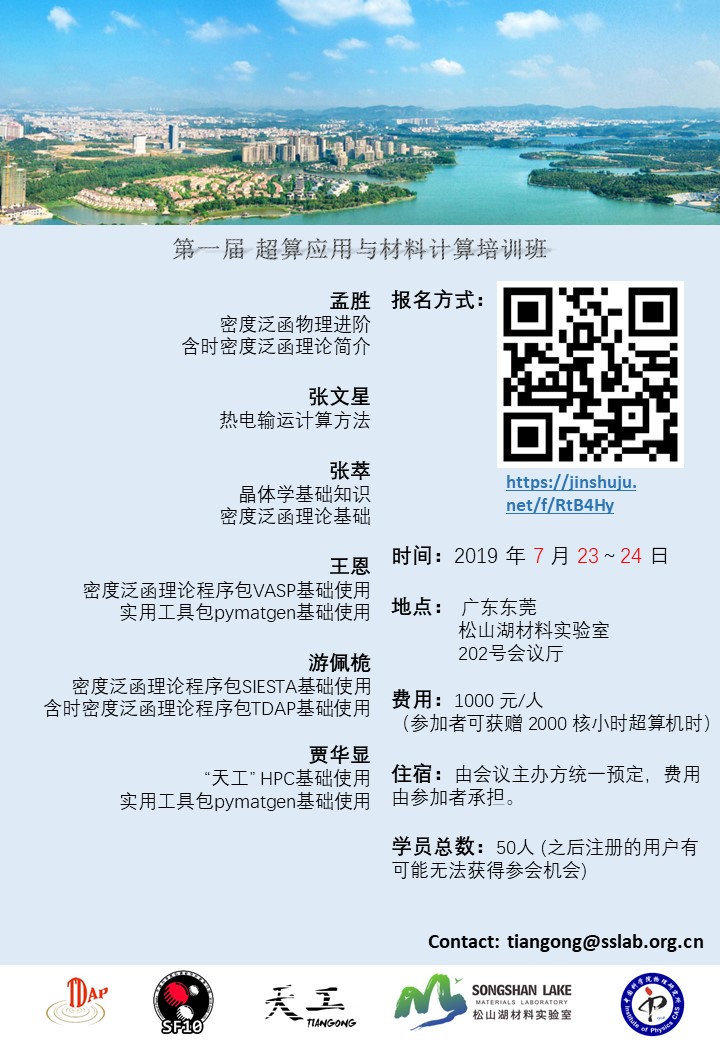 第一届 超算应用与材料计算培训班
孟胜
密度泛函物理进阶
含时密度泛函理论简介
张文星
热电输运计算方法
张萃
晶体学基础知识
密度泛函理论基础
王恩
密度泛函理论程序包VASP基础使用
实用工具包pymatgen基础使用
游佩桅
密度泛函理论程序包SIESTA基础使用
含时密度泛函理论程序包TDAP基础使用
贾华显
“天工” HPC基础使用
实用工具包pymatgen基础使用
报名方式：
https://jinshuju.
net/f/RtB4Hy
时间：2019 年 7 月 23 ~ 24 日
地点： 广东东莞
松山湖材料实验室
202号会议厅
费用：1000 元/人
（参加者可获赠 2000 核小时超算机时）
住宿：由会议主办方统一预定，费用
由参加者承担。
学员总数：50人 (之后注册的用户有
可能无法获得参会机会)
Contact: tiangong@sslab.org.cn
TDAP
SF10
天工
TIANGONG
SONGSHAN LAKE
MATERIALS LABORATORY
松山湖材料实验室
中国科学院物理研究所
Institute of Physics CAS